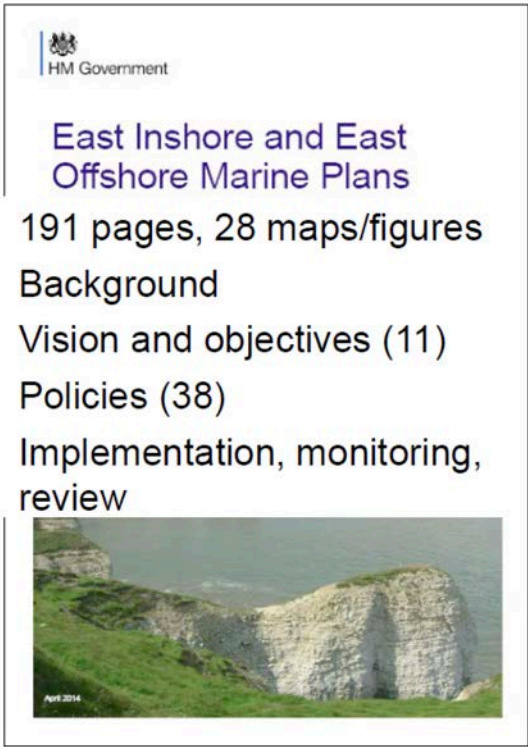 HM Government
East Inshore and East
Offshore Marine Plans
191 pages, 28 maps/figures
Background
Vision and objectives (11)
Policies (38)
Implementation, monitoring,
review
April 2014